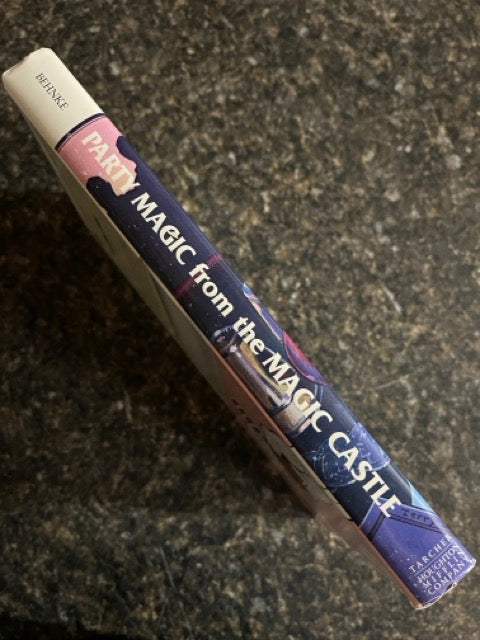 BEHNKE
PARTY MAGIC from the MAGIC CASTLE
TARCHER
HOUGHTON
MIFFLIN
COMPANY